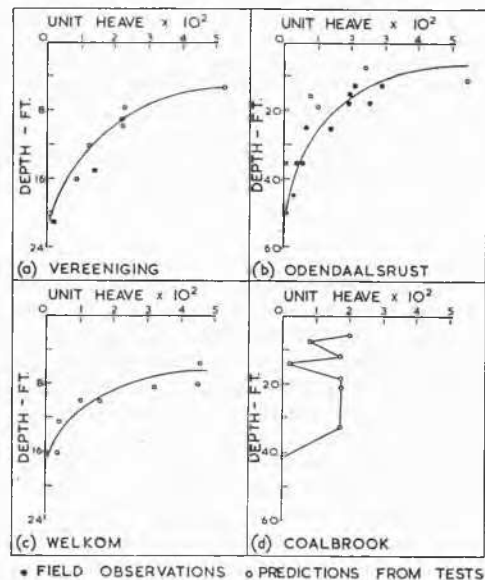 UNIT HEAVE × 10²
0 1 2 3 4 5
DEPTH – FT.
8
16
24
(a) VEREENIGING
UNIT HEAVE × 10²
0 1 2 3 4 5
DEPTH – FT.
20
40
60
(b) ODENDAALSRUST
UNIT HEAVE × 10²
0 1 2 3 4 5
DEPTH – FT.
8
16
24
(c) WELKOM
UNIT HEAVE × 10²
0 1 2 3 4 5
DEPTH – FT.
20
40
60
(d) COALBROOK
• FIELD OBSERVATIONS ○ PREDICTIONS FROM TESTS